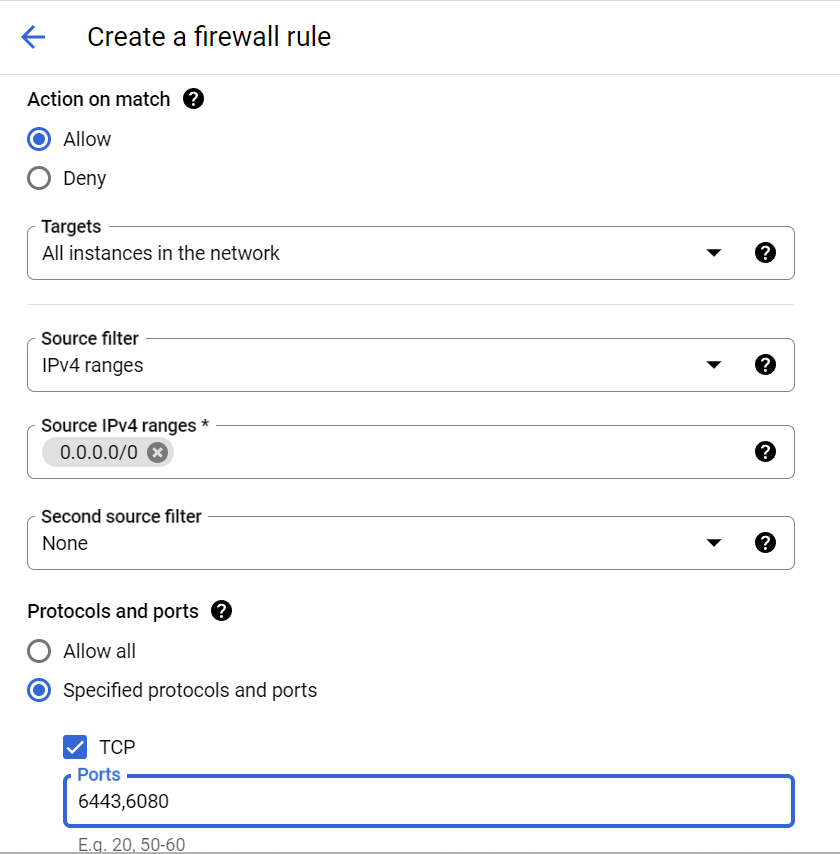 Create a firewall rule
Action on match ?
Allow
Deny
Targets
All instances in the network ?
Source filter
IPv4 ranges ?
Source IPv4 ranges *
0.0.0.0/0 ?
Second source filter
None ?
Protocols and ports ?
Allow all
Specified protocols and ports
TCP
Ports
6443,6080
E.g. 20, 50-60